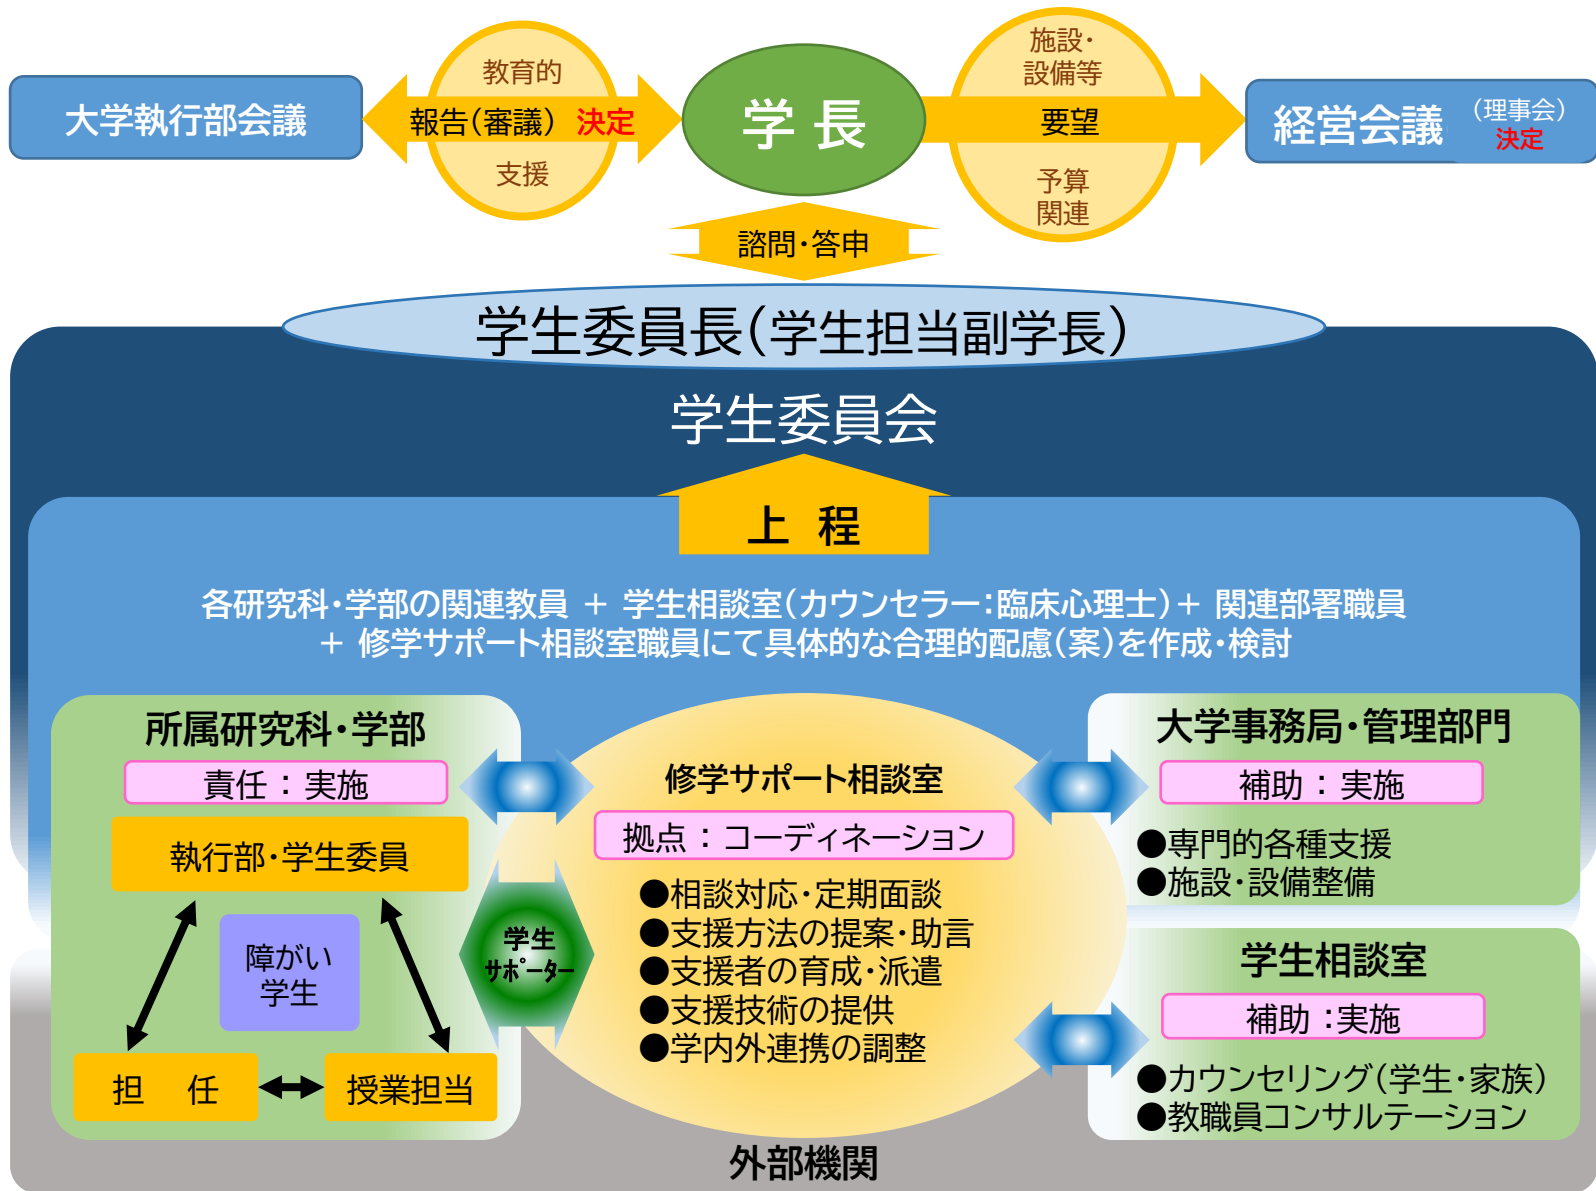 大学執行部会議
教育的
報告(審議) 決定
支援
学 長
施設・
設備等
要望
予算
関連
経営会議
(理事会)
決定
諮問・答申
学生委員長(学生担当副学長)
学生委員会
上 程
各研究科・学部の関連教員 + 学生相談室(カウンセラー:臨床心理士)+ 関連部署職員
+ 修学サポート相談室職員にて具体的な合理的配慮(案)を作成・検討
所属研究科・学部
責任 : 実施
執行部・学生委員
障がい
学生
担 任
授業担当
学生
サポーター
修学サポート相談室
拠点 : コーディネーション
●相談対応・定期面談
●支援方法の提案・助言
●支援者の育成・派遣
●支援技術の提供
●学内外連携の調整
大学事務局・管理部門
補助 : 実施
●専門的各種支援
●施設・設備整備
学生相談室
補助 :実施
●カウンセリング(学生・家族)
●教職員コンサルテーション
外部機関